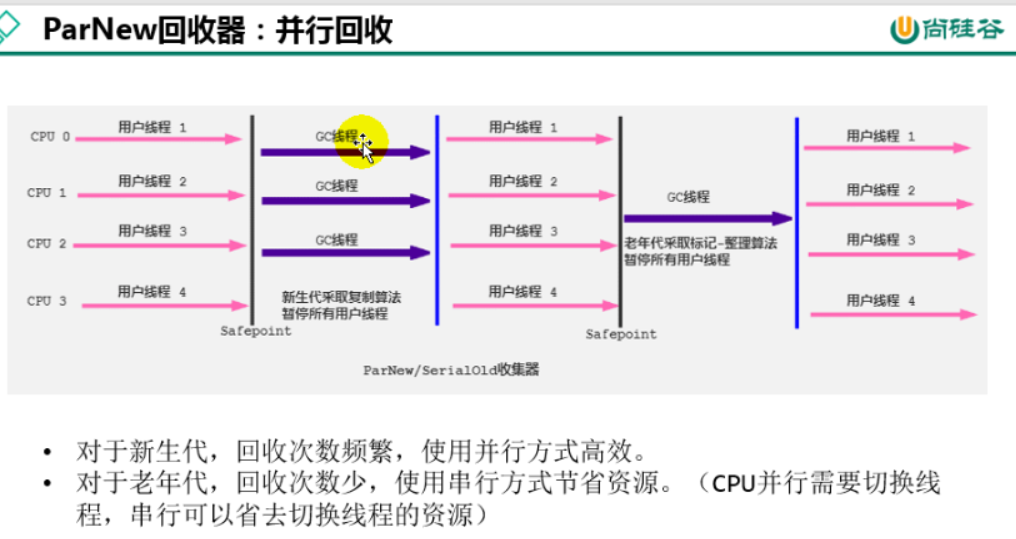 ParNew回收器：并行回收
尚硅谷
CPU 0
用户线程 1
GC线程
用户线程 1
用户线程 1
CPU 1
用户线程 2
GC线程
用户线程 2
GC线程
用户线程 2
CPU 2
用户线程 3
GC线程
用户线程 3
老年代采取标记-整理算法
暂停所有用户线程
用户线程 3
CPU 3
用户线程 4
新生代采取复制算法
暂停所有用户线程
用户线程 4
用户线程 4
Safepoint
Safepoint
ParNew/SerialOld收集器
• 对于新生代，回收次数频繁，使用并行方式高效。
• 对于老年代，回收次数少，使用串行方式节省资源。（CPU并行需要切换线
程，串行可以省去切换线程的资源）